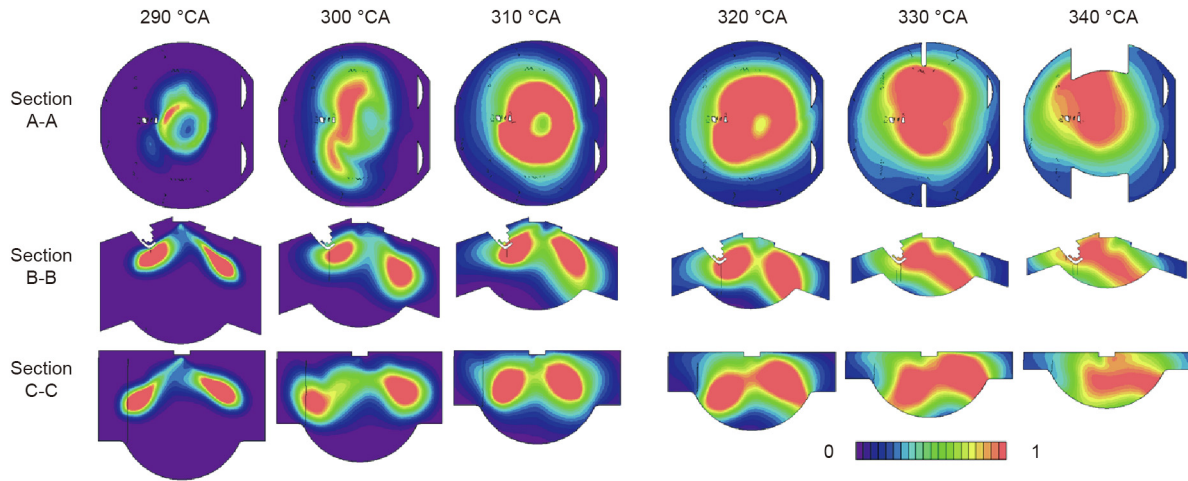 290 °CA 300 °CA 310 °CA 320 °CA 330 °CA 340 °CA
Section
A-A
Section
B-B
Section
C-C
0 1